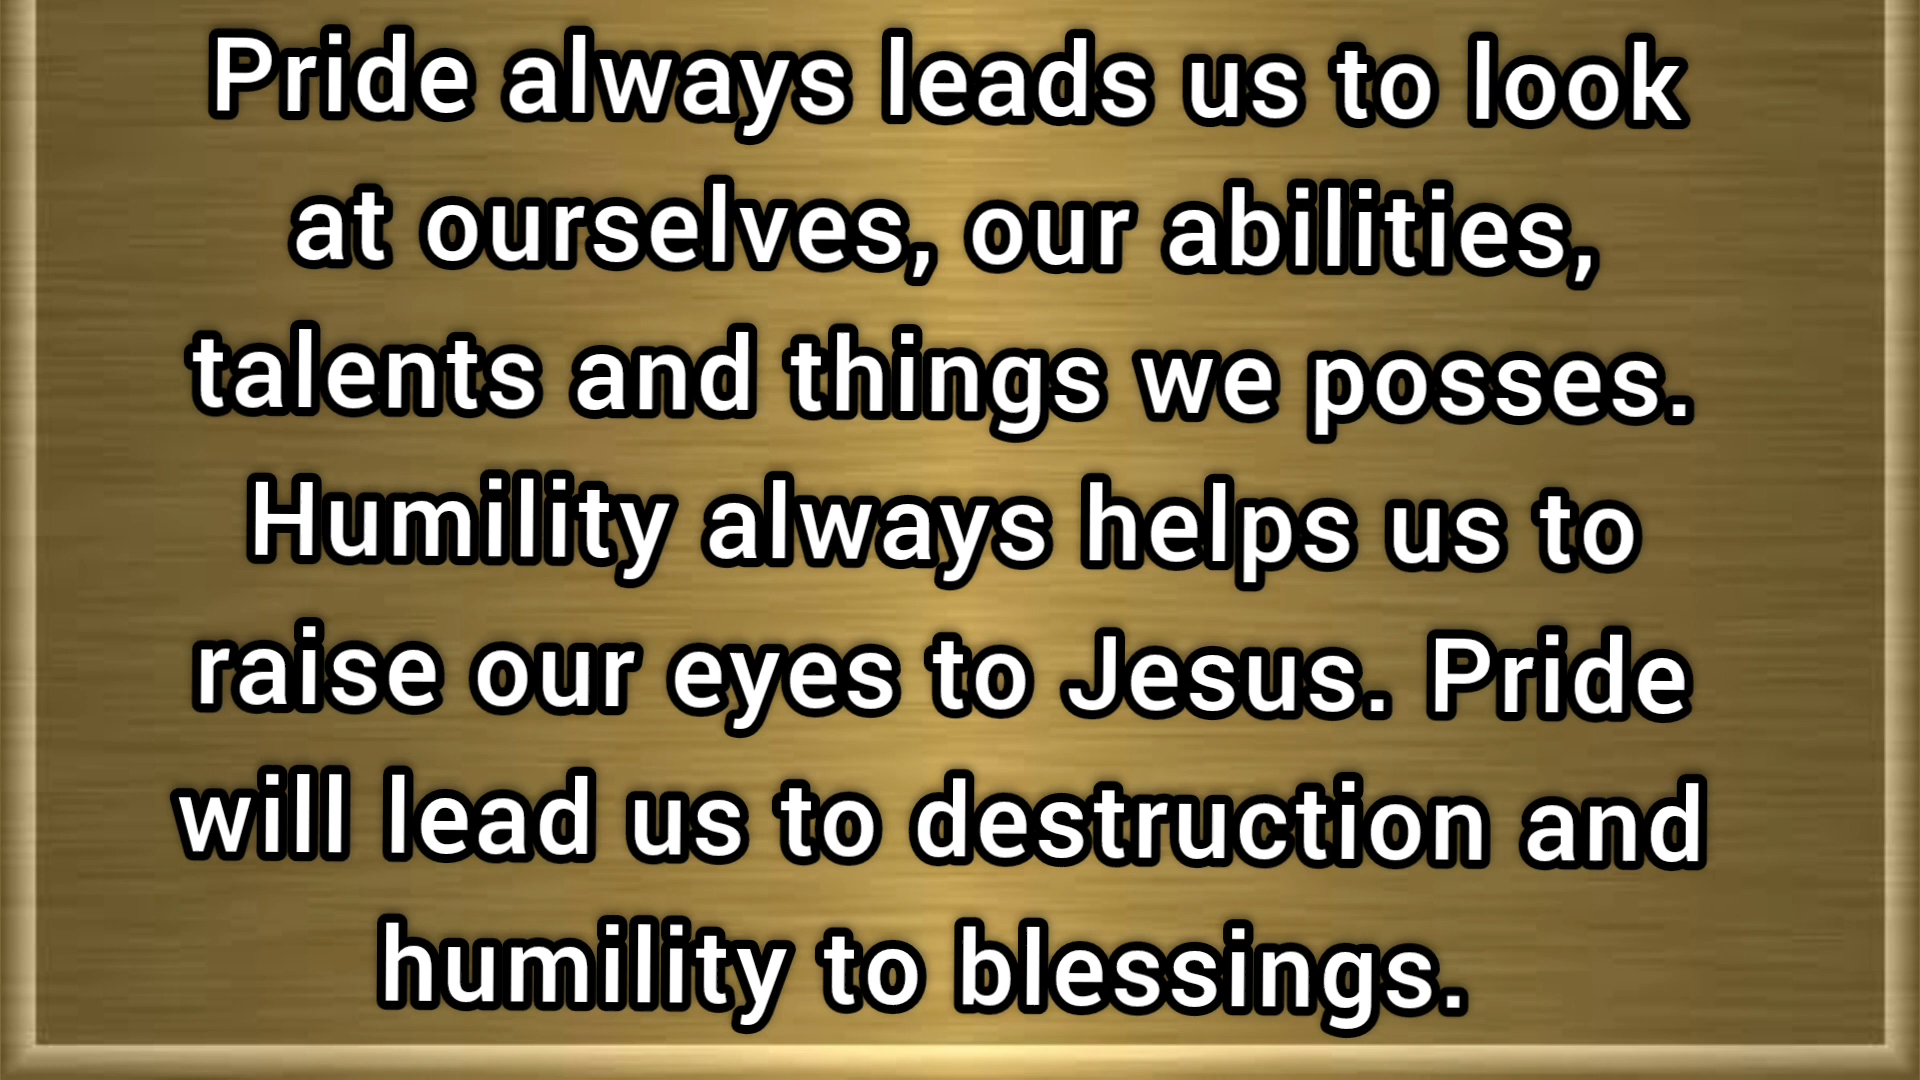 Pride always leads us to look
at ourselves, our abilities,
talents and things we posses.
Humility always helps us to
raise our eyes to Jesus. Pride
will lead us to destruction and
humility to blessings.